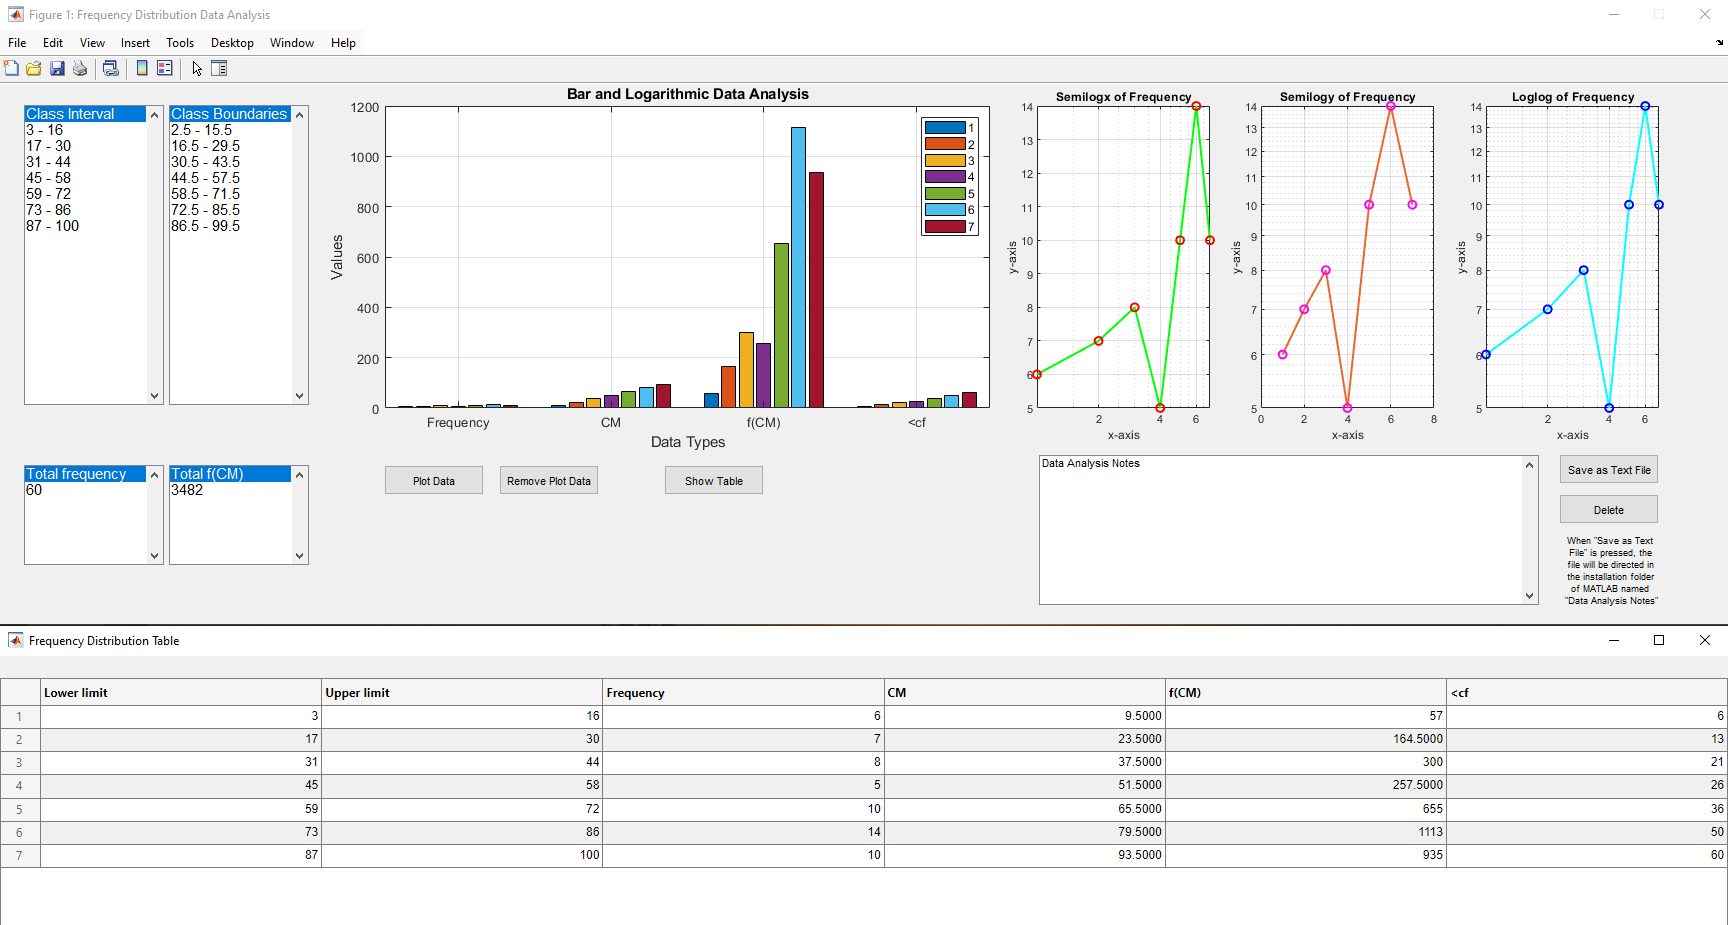 Figure 1: Frequency Distribution Data Analysis
File Edit View Insert Tools Desktop Window Help
Class Interval
3 - 16
17 - 30
31 - 44
45 - 58
59 - 72
73 - 86
87 - 100
Class Boundaries
2.5 - 15.5
16.5 - 29.5
30.5 - 43.5
44.5 - 57.5
58.5 - 71.5
72.5 - 85.5
86.5 - 99.5
Bar and Logarithmic Data Analysis
1200
1000
800
600
400
200
0
Values
Frequency CM f(CM) <cf
Data Types
1
2
3
4
5
6
7
Semilogx of Frequency
14
13
12
11
10
9
8
7
6
5
y-axis
2 4 6
x-axis
Semilogy of Frequency
14
13
12
11
10
9
8
7
6
5
y-axis
0 2 4 6 8
x-axis
Loglog of Frequency
14
13
12
11
10
9
8
7
6
5
y-axis
2 4 6
x-axis
Total frequency
60
Total f(CM)
3482
Plot Data
Remove Plot Data
Show Table
Data Analysis Notes
Save as Text File
Delete
When "Save as Text
File" is pressed, the
file will be directed in
the installation folder
of MATLAB named
"Data Analysis Notes"
Frequency Distribution Table
Lower limit Upper limit Frequency CM f(CM) <cf
1 3 16 6 9.5000 57 6
2 17 30 7 23.5000 164.5000 13
3 31 44 8 37.5000 300 21
4 45 58 5 51.5000 257.5000 26
5 59 72 10 65.5000 655 36
6 73 86 14 79.5000 1113 50
7 87 100 10 93.5000 935 60